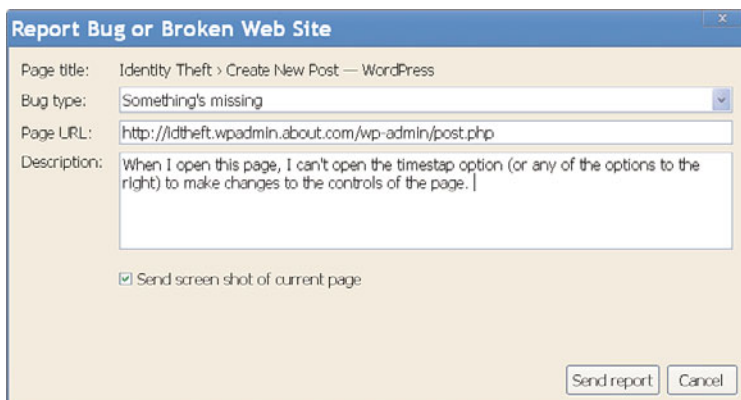 Report Bug or Broken Web Site
x
Page title: Identity Theft › Create New Post — WordPress
Bug type: Something's missing
Page URL: http://idtheft.wpadmin.about.com/wp-admin/post.php
Description: When I open this page, I can't open the timestap option (or any of the options to the
right) to make changes to the controls of the page.
Send screen shot of current page
Send report Cancel